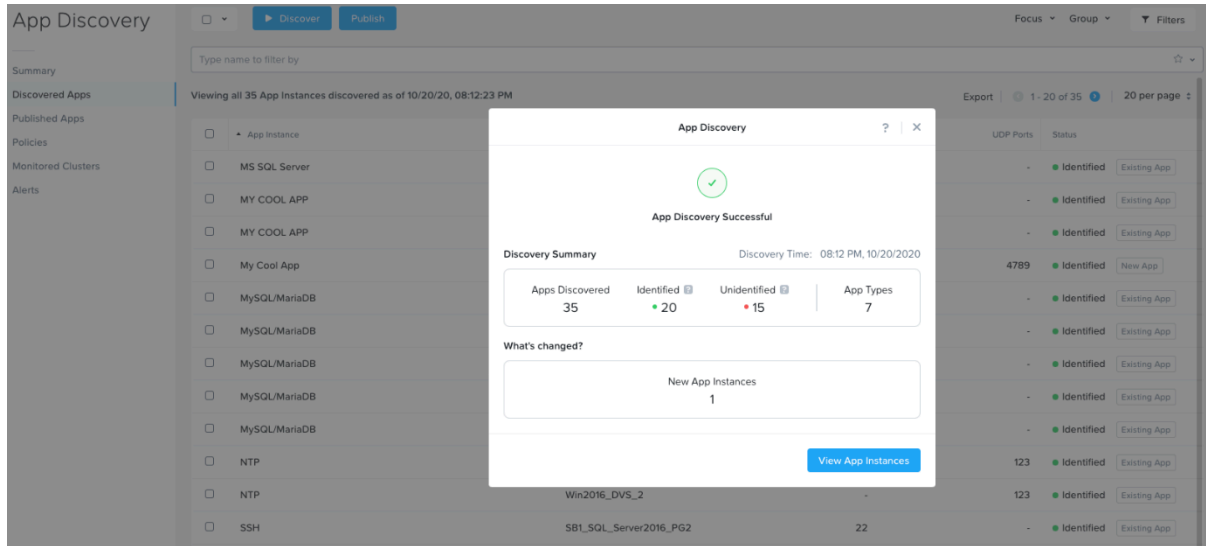 App Discovery
Discover Publish Focus Group Filters
Type name to filter by
Summary
Discovered Apps
Published Apps
Policies
Monitored Clusters
Alerts
Viewing all 35 App Instances discovered as of 10/20/20, 08:12:23 PM Export 1 - 20 of 35 20 per page
App Instance UDP Ports Status
MS SQL Server - Identified Existing App
MY COOL APP - Identified Existing App
MY COOL APP - Identified Existing App
My Cool App 4789 Identified New App
MySQL/MariaDB - Identified Existing App
MySQL/MariaDB - Identified Existing App
MySQL/MariaDB - Identified Existing App
MySQL/MariaDB - Identified Existing App
MySQL/MariaDB - Identified Existing App
NTP 123 Identified Existing App
NTP Win2016_DVS_2 - 123 Identified Existing App
SSH SB1_SQL_Server2016_PG2 22 - Identified Existing App
App Discovery ?
App Discovery Successful
Discovery Summary Discovery Time: 08:12 PM, 10/20/2020
Apps Discovered Identified ? Unidentified ? App Types
35 20 15 7
What's changed?
New App Instances
1
View App Instances